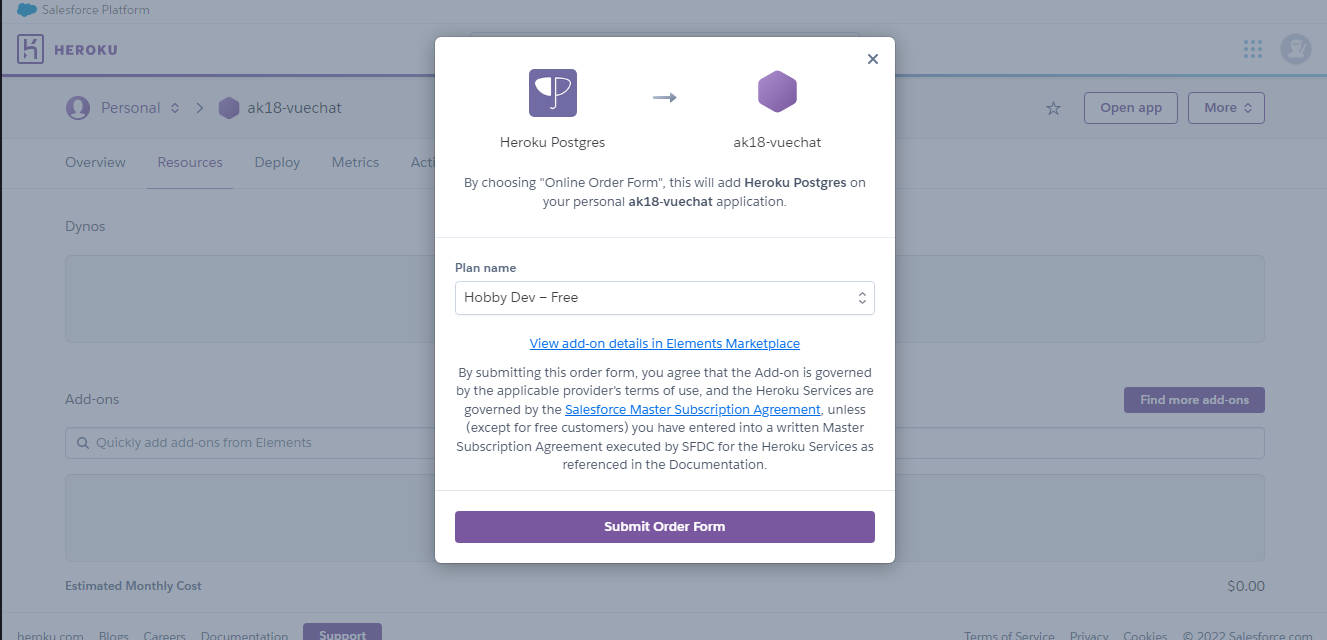 Salesforce Platform
HEROKU
Personal
ak18-vuechat
Open app
More
Overview
Resources
Deploy
Metrics
Acti
Dynos
Add-ons
Find more add-ons
Quickly add add-ons from Elements
Estimated Monthly Cost
$0.00
Heroku Postgres
ak18-vuechat
By choosing "Online Order Form", this will add Heroku Postgres on
your personal ak18-vuechat application.
Plan name
Hobby Dev – Free
View add-on details in Elements Marketplace
By submitting this order form, you agree that the Add-on is governed
by the applicable provider's terms of use, and the Heroku Services are
governed by the Salesforce Master Subscription Agreement, unless
(except for free customers) you have entered into a written Master
Subscription Agreement executed by SFDC for the Heroku Services as
referenced in the Documentation.
Submit Order Form
heroku.com
Blogs
Careers
Documentation
Support
Terms of Service
Privacy
Cookies
© 2022 Salesforce.com